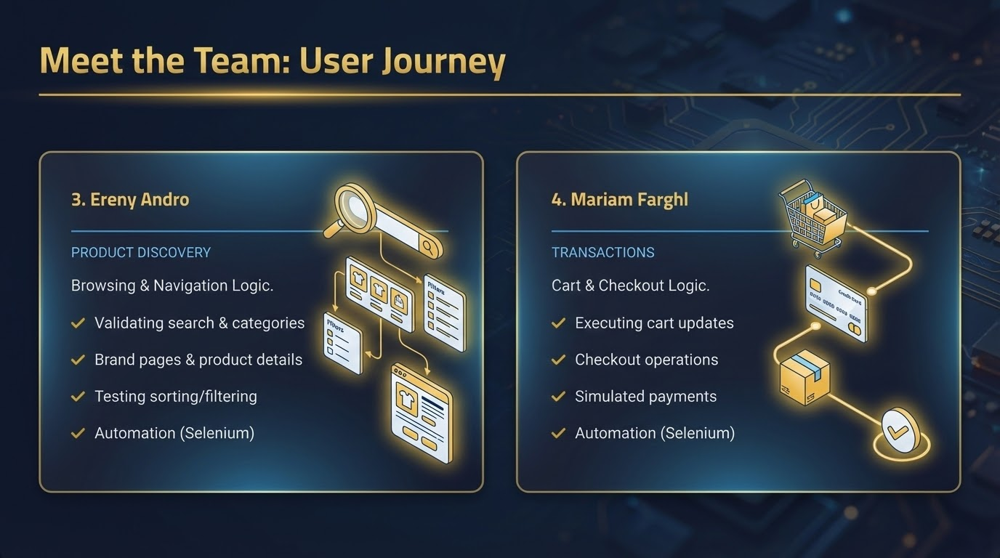 Meet the Team: User Journey
3. Ereny Andro
PRODUCT DISCOVERY
Browsing & Navigation Logic.
Validating search & categories
Brand pages & product details
Testing sorting/filtering
Automation (Selenium)
Filters
4. Mariam Farghl
TRANSACTIONS
Cart & Checkout Logic.
Executing cart updates
Checkout operations
Simulated payments
Automation (Selenium)